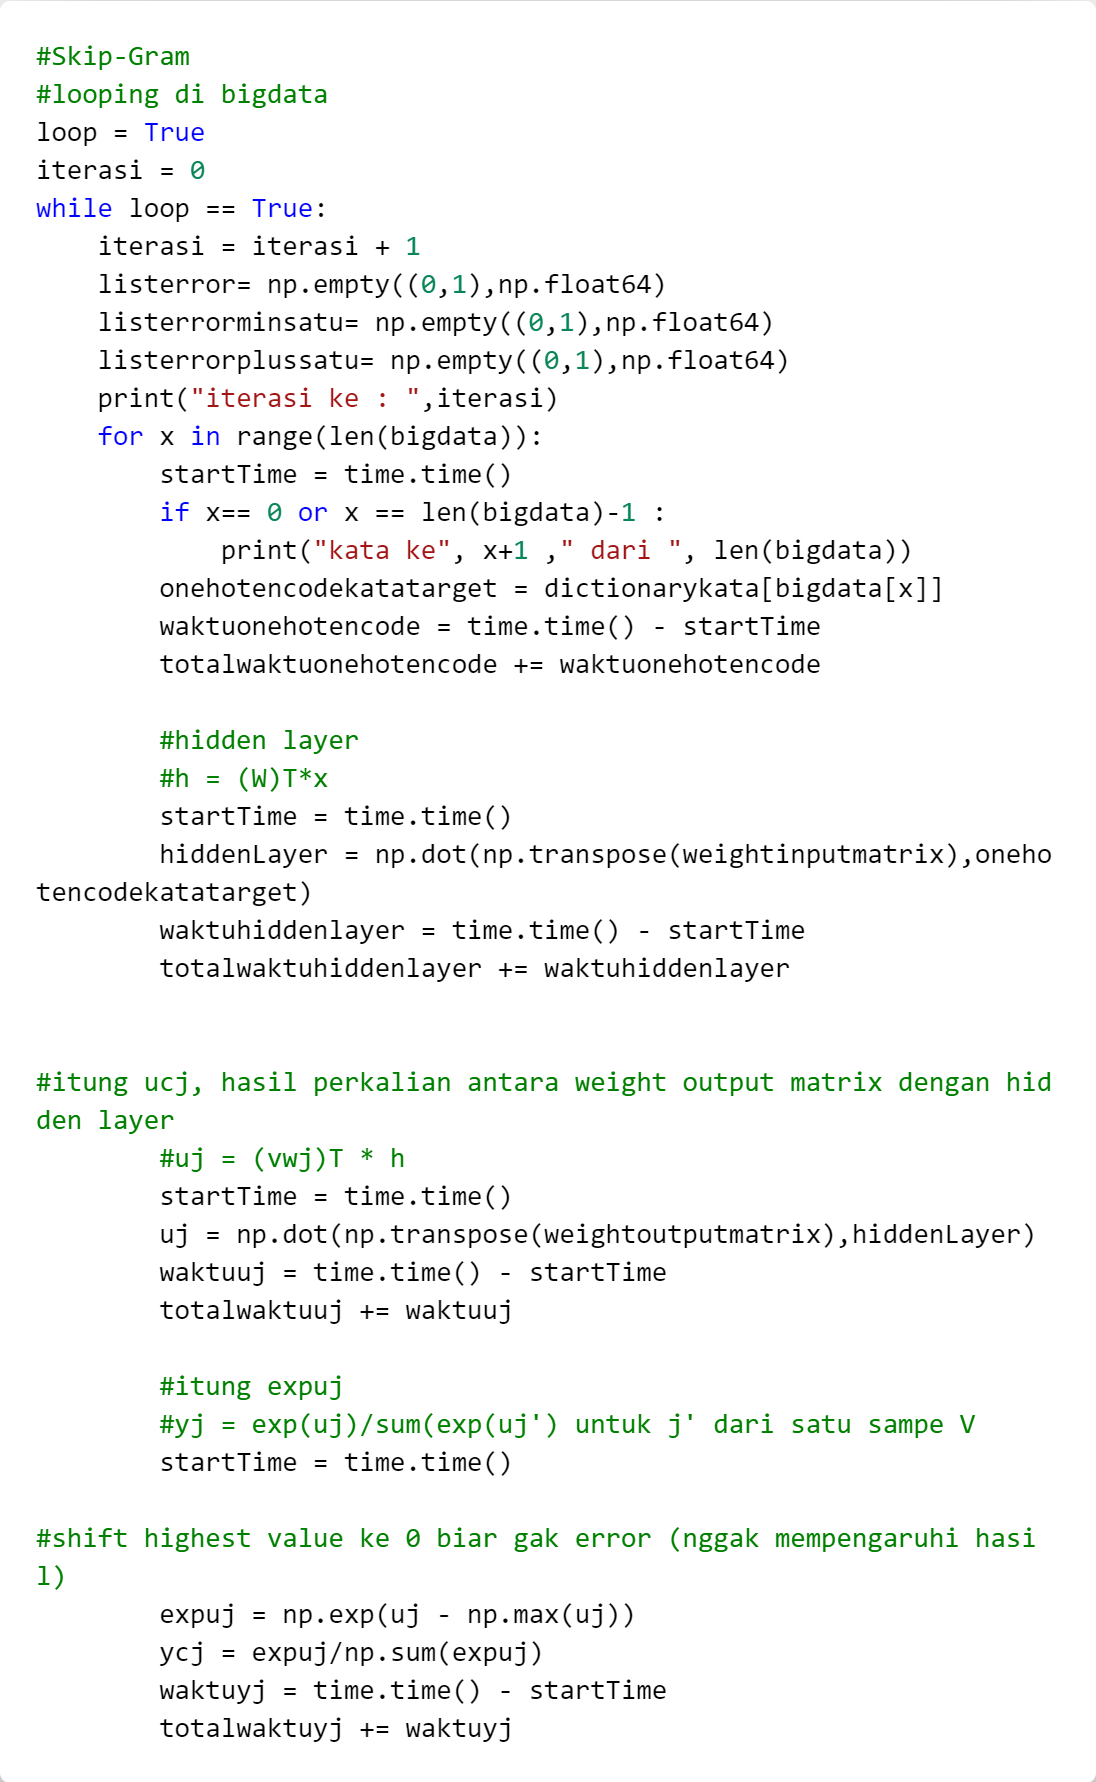 #Skip-Gram
#looping di bigdata
loop = True
iterasi = 0
while loop == True:
    iterasi = iterasi + 1
    listerror= np.empty((0,1),np.float64)
    listerrorminsatu= np.empty((0,1),np.float64)
    listerrorplussatu= np.empty((0,1),np.float64)
    print("iterasi ke : ",iterasi)
    for x in range(len(bigdata)):
        startTime = time.time()
        if x== 0 or x == len(bigdata)-1 :
            print("kata ke", x+1 ," dari ", len(bigdata))
        onehotencodekatatarget = dictionarykata[bigdata[x]]
        waktuonehotencode = time.time() - startTime
        totalwaktuonehotencode += waktuonehotencode
        #hidden layer
        #h = (W)T*x
        startTime = time.time()
        hiddenLayer = np.dot(np.transpose(weightinputmatrix),oneho
tencodekatatarget)
        waktuhiddenlayer = time.time() - startTime
        totalwaktuhiddenlayer += waktuhiddenlayer
#itung ucj, hasil perkalian antara weight output matrix dengan hid
den layer
        #uj = (vwj)T * h
        startTime = time.time()
        uj = np.dot(np.transpose(weightoutputmatrix),hiddenLayer)
        waktuuj = time.time() - startTime
        totalwaktuuj += waktuuj
        #itung expuj
        #yj = exp(uj)/sum(exp(uj') untuk j' dari satu sampe V
        startTime = time.time()
#shift highest value ke 0 biar gak error (nggak mempengaruhi hasi
l)
        expuj = np.exp(uj - np.max(uj))
        ycj = expuj/np.sum(expuj)
        waktuyj = time.time() - startTime
        totalwaktuyj += waktuyj